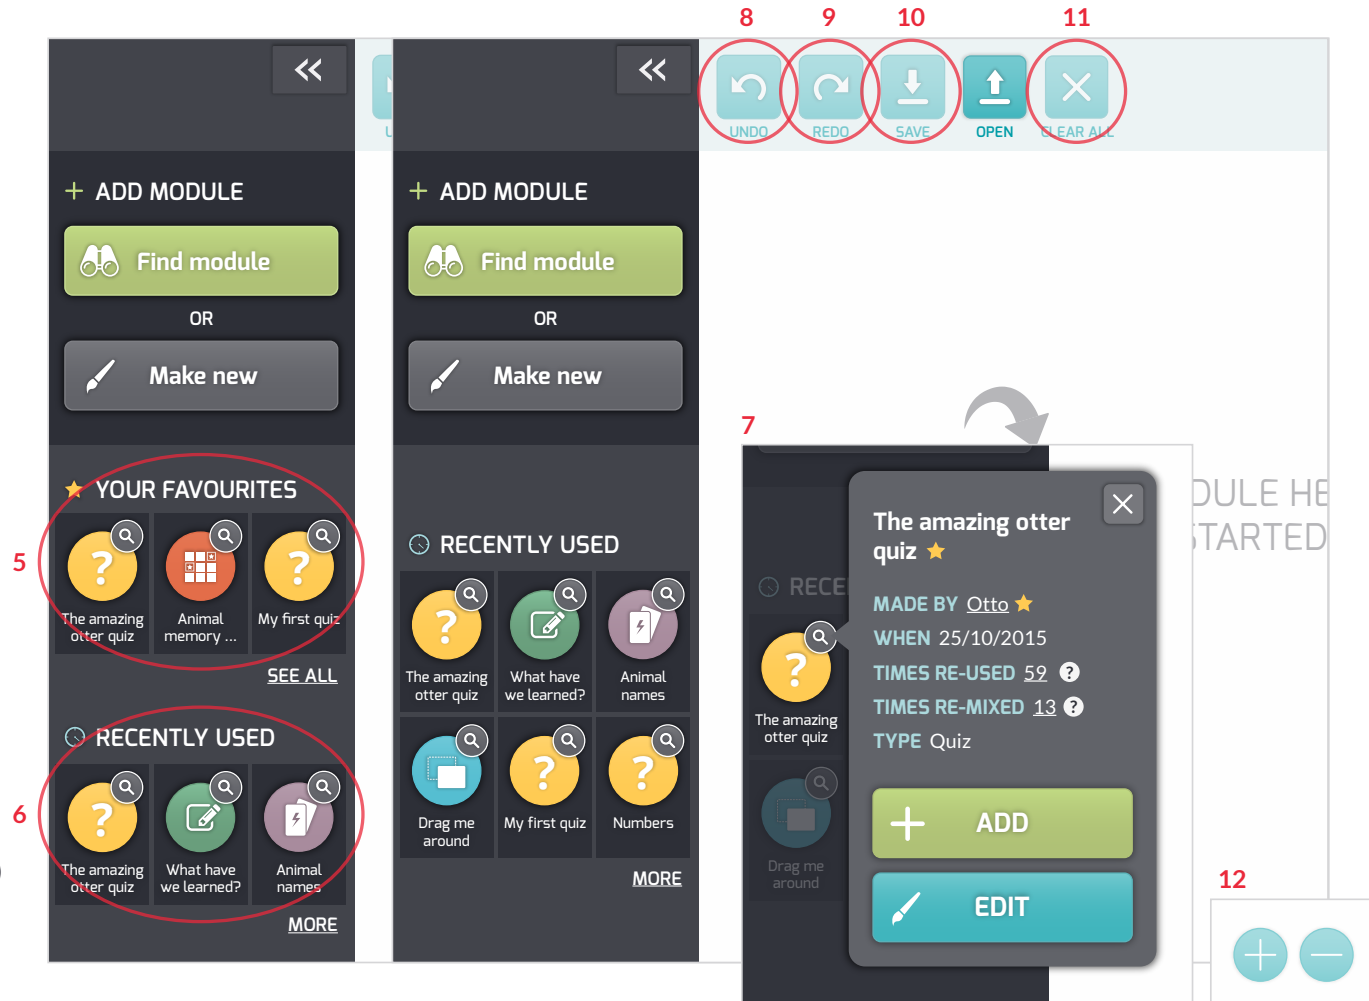 8
9
10
11
UNDO
REDO
SAVE
OPEN
CLEAR ALL
+ ADD MODULE
Find module
OR
Make new
5
YOUR FAVOURITES
?
?
The amazing
otter quiz
Animal
memory ...
My first quiz
SEE ALL
6
RECENTLY USED
?
The amazing
otter quiz
What have
we learned?
Animal
names
MORE
+ ADD MODULE
Find module
OR
Make new
RECENTLY USED
?
The amazing
otter quiz
What have
we learned?
Animal
names
?
?
Drag me
around
My first quiz
Numbers
MORE
7
RECE
?
The amazing
otter quiz
Drag me
around
The amazing otter
quiz
MADE BY Otto
WHEN 25/10/2015
TIMES RE-USED 59 ?
TIMES RE-MIXED 13 ?
TYPE Quiz
ADD
EDIT
DULE HE
STARTED
12